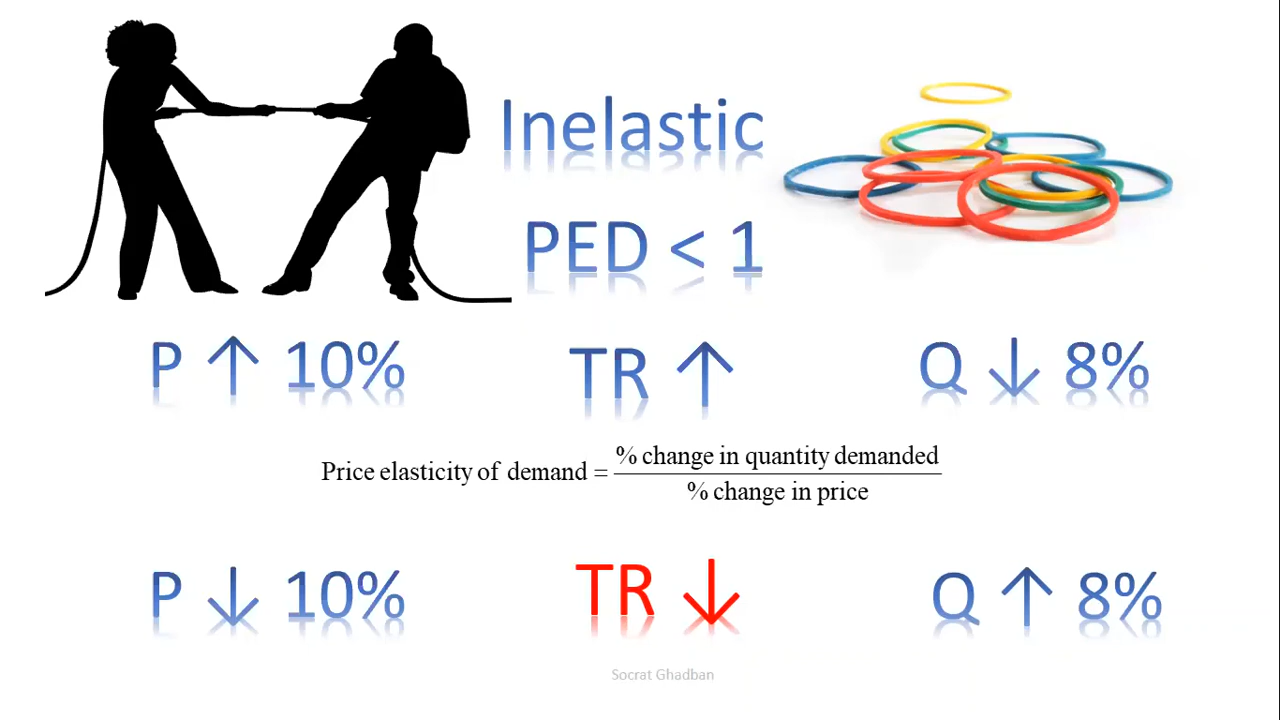 Inelastic
PED < 1
P ↑ 10% TR ↑ Q ↓ 8%
Price elasticity of demand = % change in quantity demanded
% change in price
P ↓ 10% TR ↓ Q ↑ 8%
Socrat Ghadban